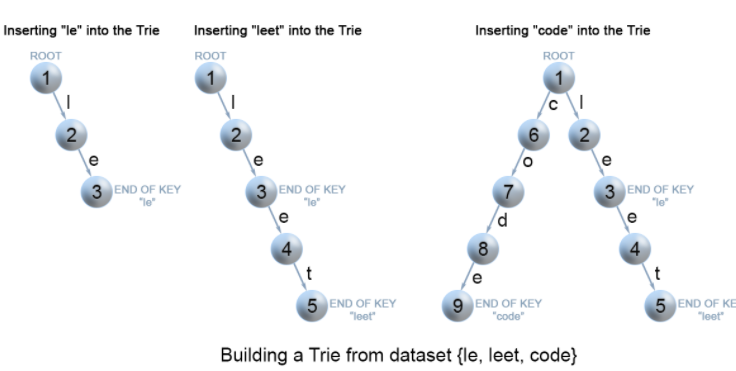 Inserting "le" into the Trie
ROOT
1
l
2
e
3 END OF KEY
"le"
Inserting "leet" into the Trie
ROOT
1
l
2
e
3 END OF KEY
"le"
e
4
t
5 END OF KEY
"leet"
Inserting "code" into the Trie
ROOT
1
c l
6 2
o e
7 3 END OF KEY
"le"
d e
8 4
e t
9 END OF KEY 5 END OF KE
"code" "leet"
Building a Trie from dataset {le, leet, code}